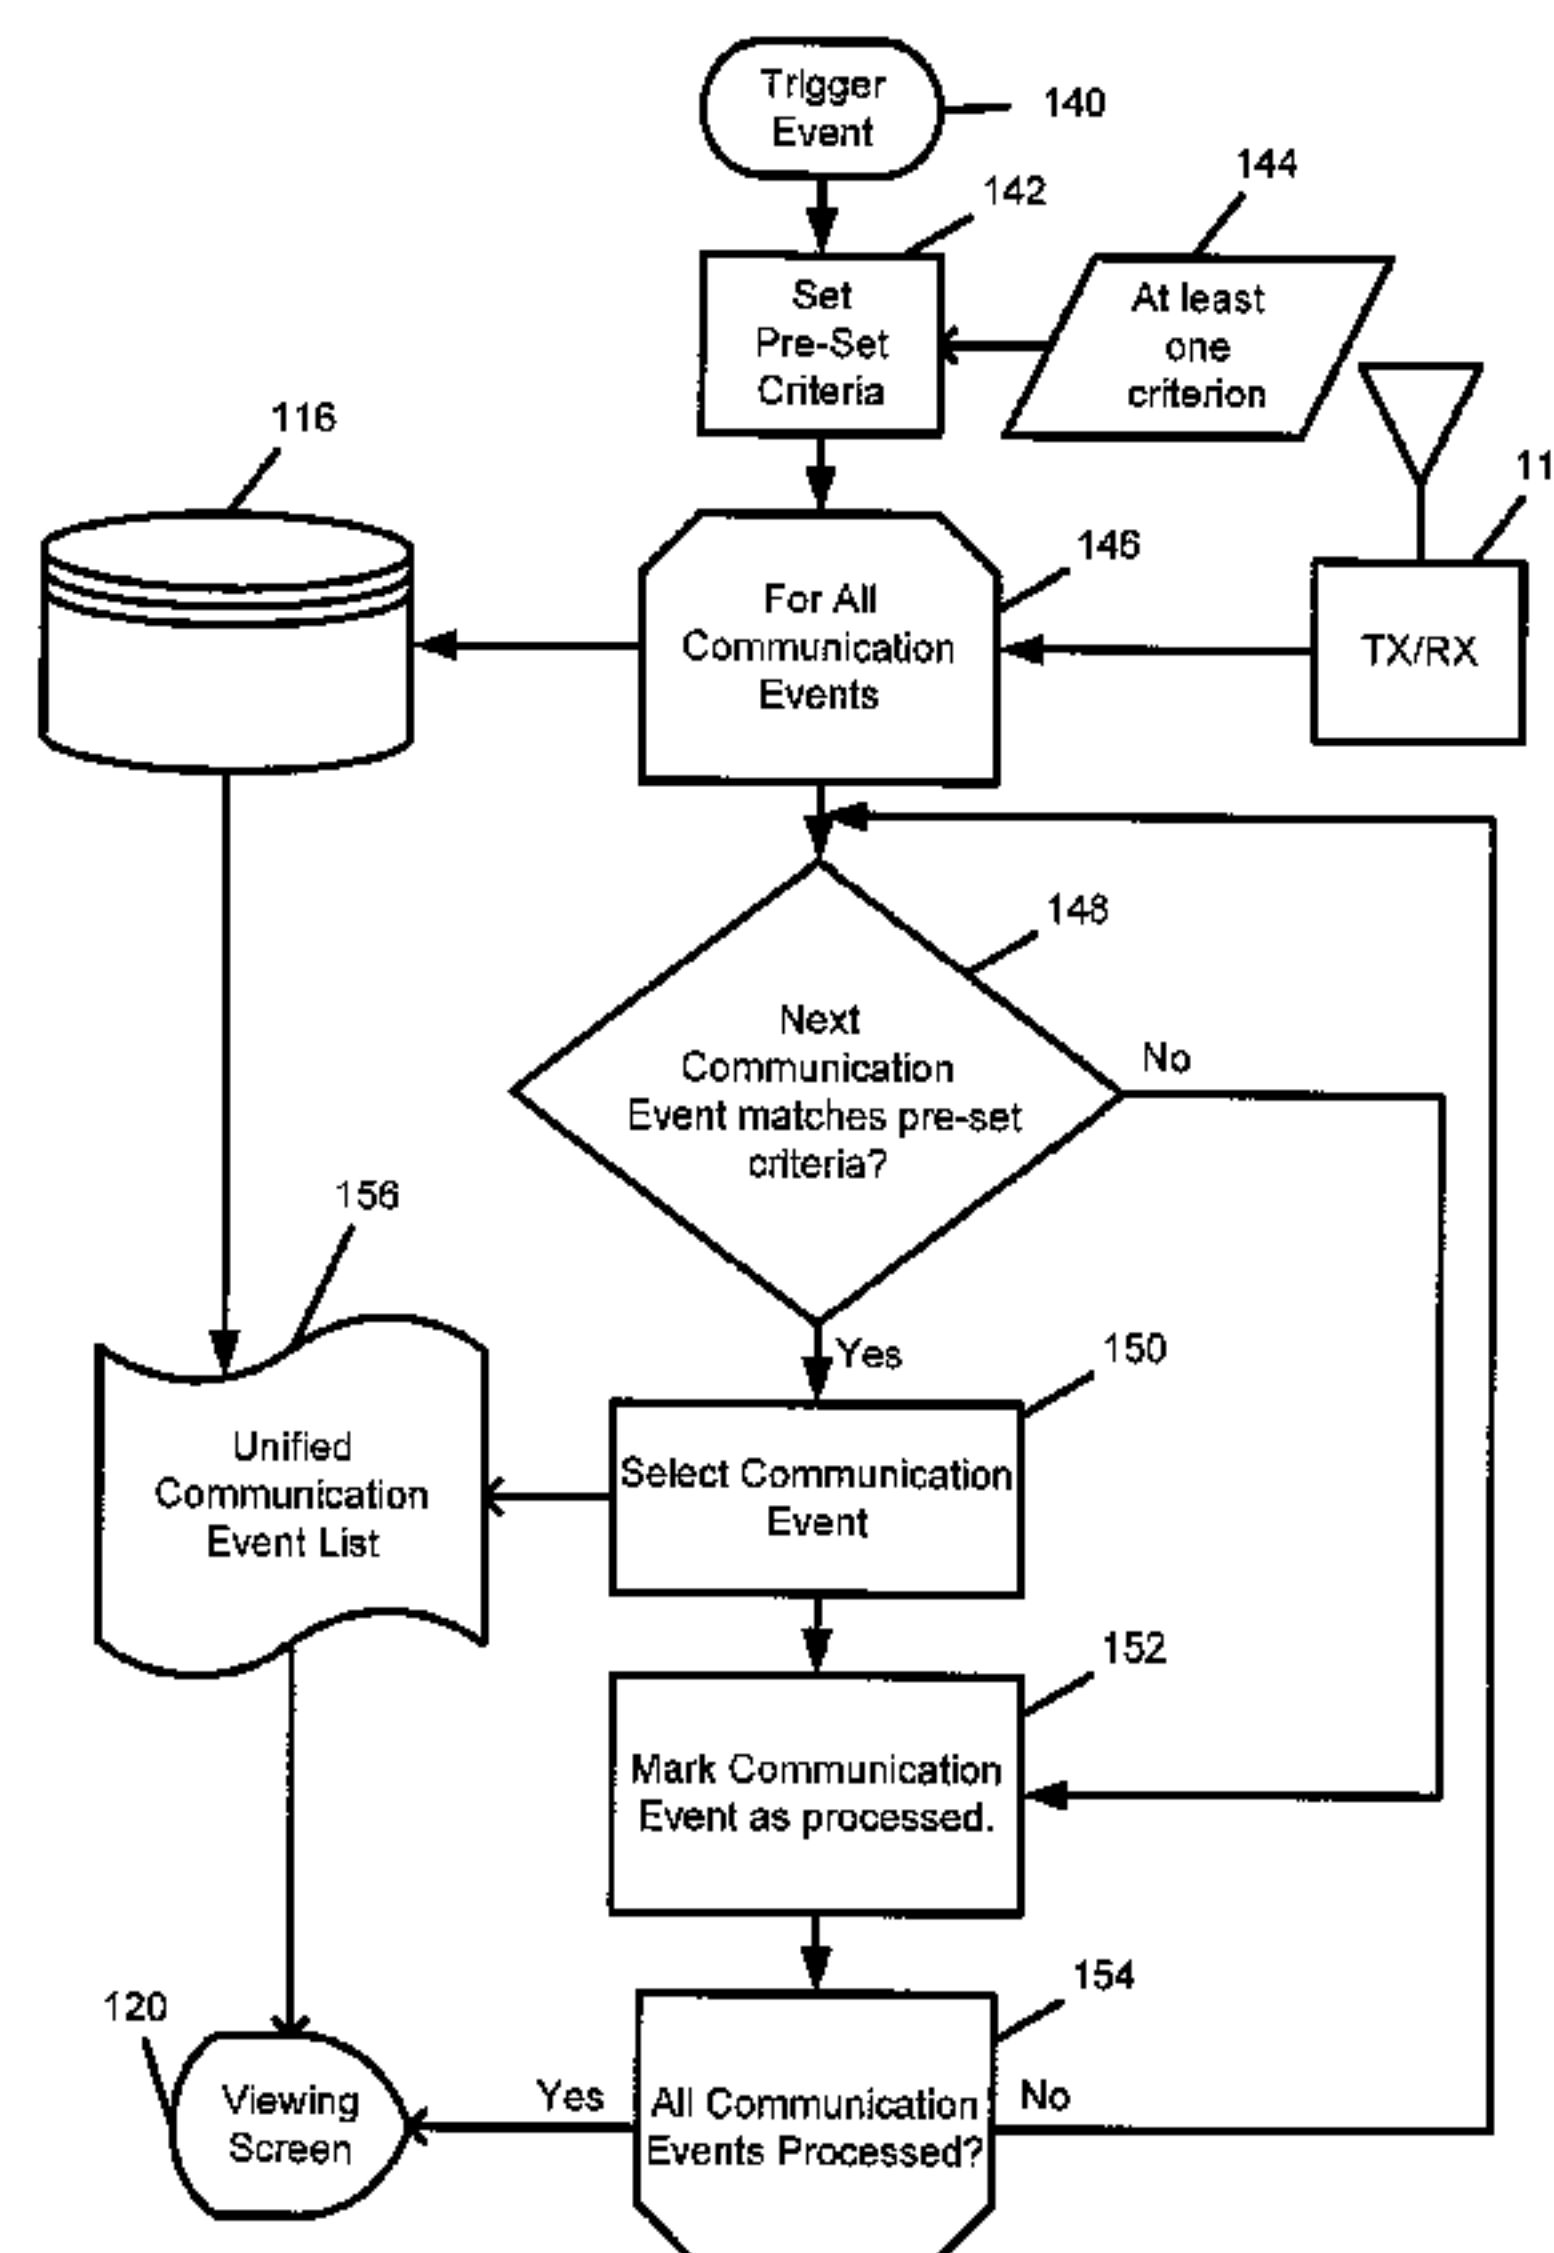 Trigger
Event
140
144
142
Set
Pre-Set
Criteria
At least
one
criterion
116
11
146
For All
Communication
Events
TX/RX
148
Next
Communication
Event matches pre-set
criteria?
No
156
Yes
150
Unified
Communication
Event List
Select Communication
Event
152
Mark Communication
Event as processed.
154
120
Viewing
Screen
Yes
All Communication
Events Processed?
No